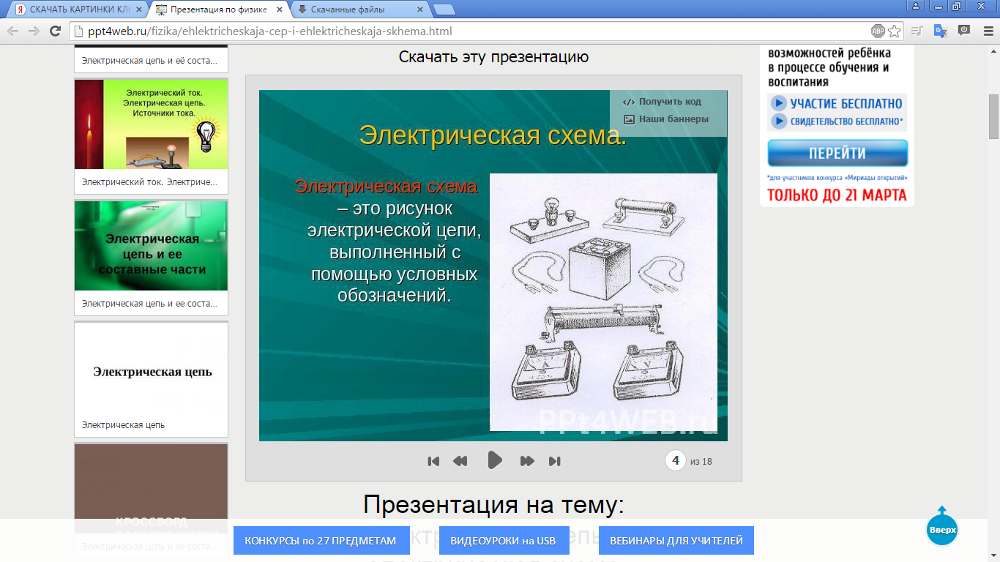 СКАЧАТЬ КАРТИНКИ КЛ
Презентация по физике
Скачанные файлы
ppt4web.ru/fizika/ehlektricheskaja-cep-i-ehlektricheskaja-skhema.html
ABP
Электрическая цепь и её соста...
Электрический ток.
Электрическая цепь.
Источники тока.
Электрический ток. Электриче...
Электрическая
цепь и ее
составные части
Электрическая цепь и ее соста...
Электрическая цепь
Электрическая цепь
КРОССВОРД
Электрическая цепь и ее соста...
Скачать эту презентацию
Получить код
Наши баннеры
Электрическая схема.
Электрическая схема
– это рисунок
электрической цепи,
выполненный с
помощью условных
обозначений.
A
V
PPt4WEB.ru
4 из 18
Презентация на тему:
возможностей ребёнка
в процессе обучения и
воспитания
УЧАСТИЕ БЕСПЛАТНО
СВИДЕТЕЛЬСТВО БЕСПЛАТНО*
ПЕРЕЙТИ
*для участников конкурса «Мириады открытий»
ТОЛЬКО ДО 21 МАРТА
КОНКУРСЫ по 27 ПРЕДМЕТАМ
ВИДЕОУРОКИ на USB
ВЕБИНАРЫ ДЛЯ УЧИТЕЛЕЙ
Вверх